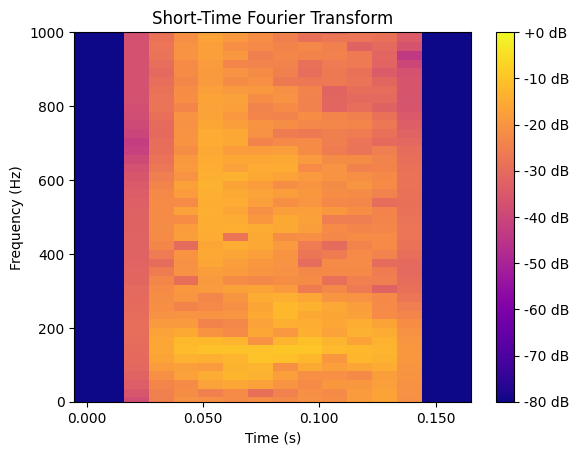 Short-Time Fourier Transform
1000
800
600
400
200
0
Frequency (Hz)
0.000
0.050
0.100
0.150
Time (s)
+0 dB
-10 dB
-20 dB
-30 dB
-40 dB
-50 dB
-60 dB
-70 dB
-80 dB